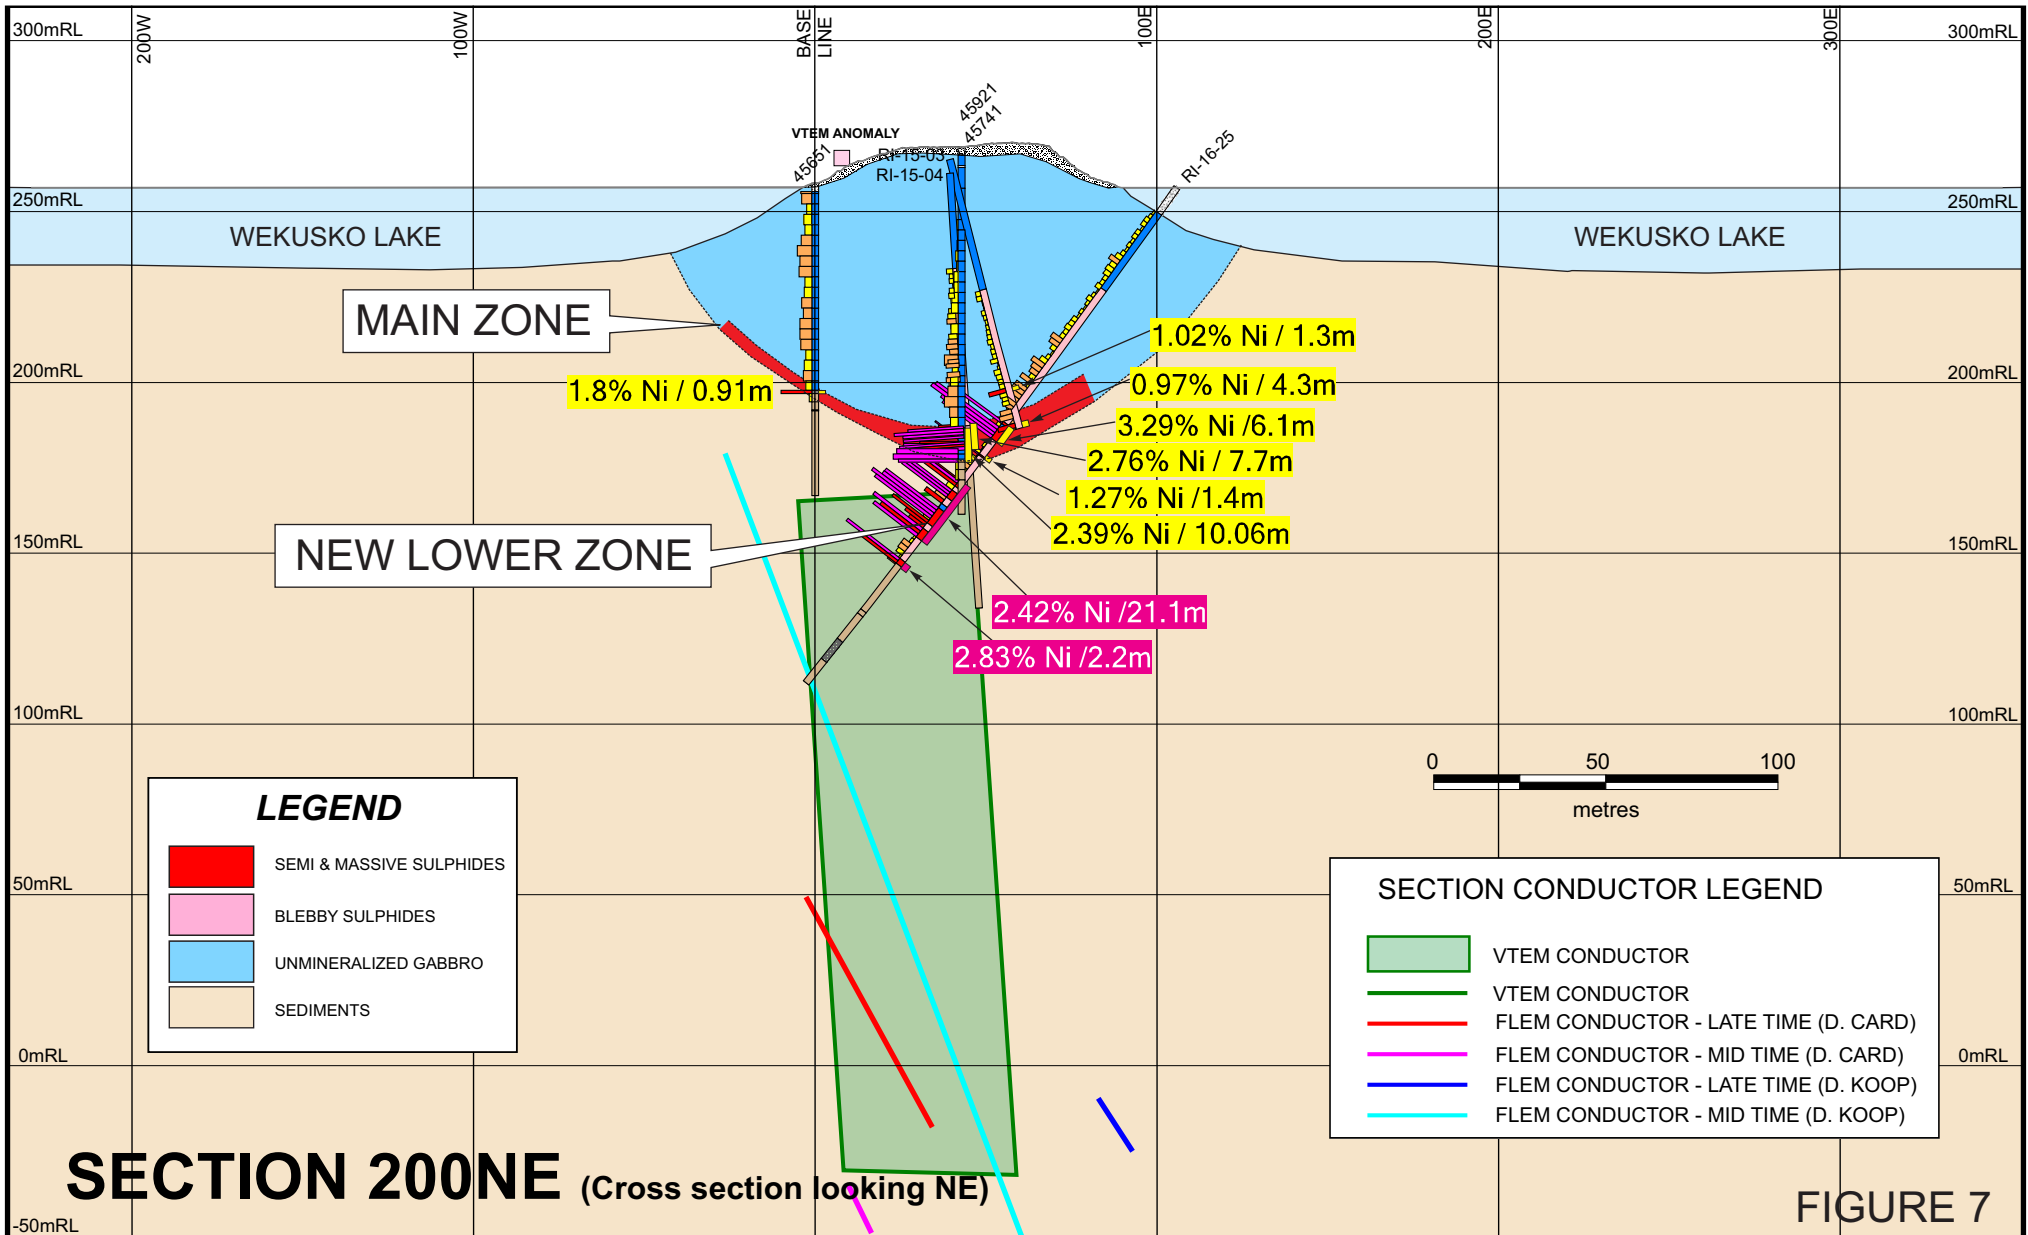 200W
100W
BASE
LINE
100E
200E
300E
300mRL
300mRL
45921
45741
VTEM ANOMALY
45651
RI-15-03
RI-15-04
RI-16-25
250mRL
250mRL
WEKUSKO LAKE
WEKUSKO LAKE
MAIN ZONE
1.02% Ni / 1.3m
200mRL
200mRL
1.8% Ni / 0.91m
0.97% Ni / 4.3m
3.29% Ni /6.1m
2.76% Ni / 7.7m
1.27% Ni /1.4m
2.39% Ni / 10.06m
150mRL
150mRL
NEW LOWER ZONE
2.42% Ni /21.1m
2.83% Ni /2.2m
100mRL
100mRL
0 50 100
metres
LEGEND
SEMI & MASSIVE SULPHIDES
BLEBBY SULPHIDES
UNMINERALIZED GABBRO
SEDIMENTS
50mRL
50mRL
SECTION CONDUCTOR LEGEND
VTEM CONDUCTOR
VTEM CONDUCTOR
FLEM CONDUCTOR - LATE TIME (D. CARD)
FLEM CONDUCTOR - MID TIME (D. CARD)
FLEM CONDUCTOR - LATE TIME (D. KOOP)
FLEM CONDUCTOR - MID TIME (D. KOOP)
0mRL
0mRL
SECTION 200NE (Cross section looking NE)
-50mRL
FIGURE 7